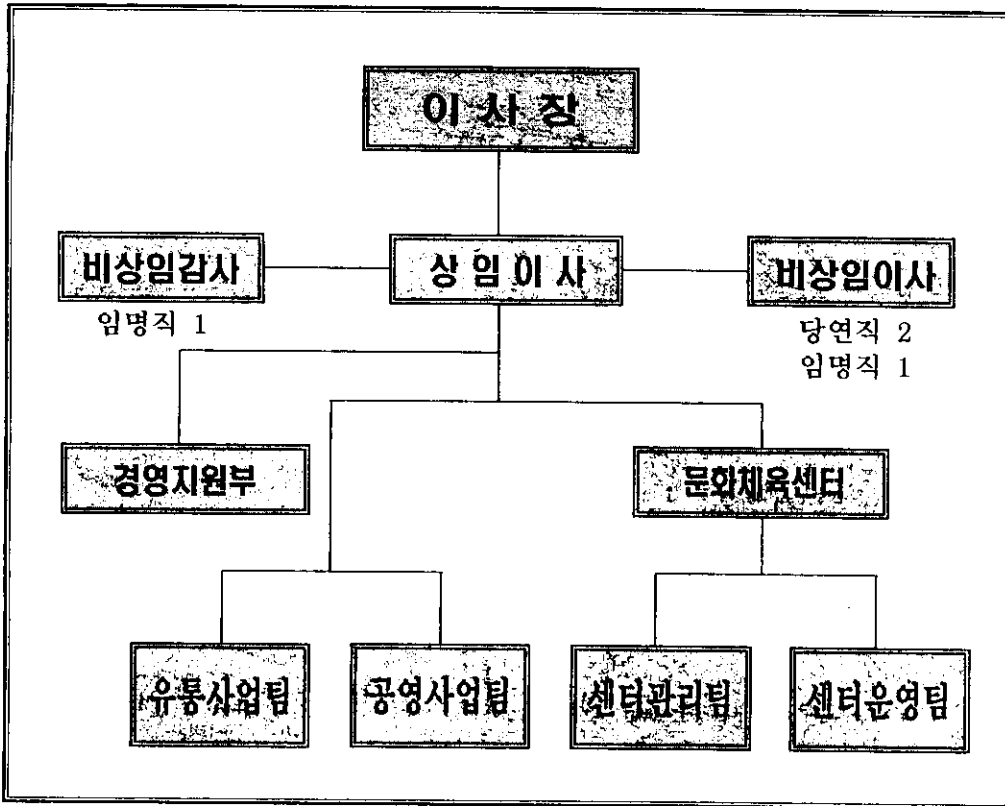 이 사 장
비상임감사
상 임 이 사
비상임이사
임명직 1
당연직 2
임명직 1
경영지원부
문화체육센터
유통사업팀
공영사업팀
센터관리팀
센터운영팀